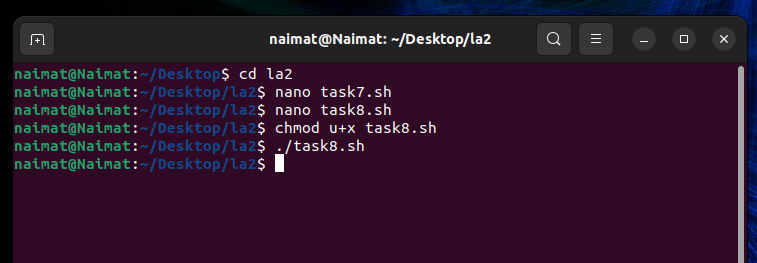 naimat@Naimat: ~/Desktop/la2
naimat@Naimat:~/Desktop$ cd la2
naimat@Naimat:~/Desktop/la2$ nano task7.sh
naimat@Naimat:~/Desktop/la2$ nano task8.sh
naimat@Naimat:~/Desktop/la2$ chmod u+x task8.sh
naimat@Naimat:~/Desktop/la2$ ./task8.sh
naimat@Naimat:~/Desktop/la2$